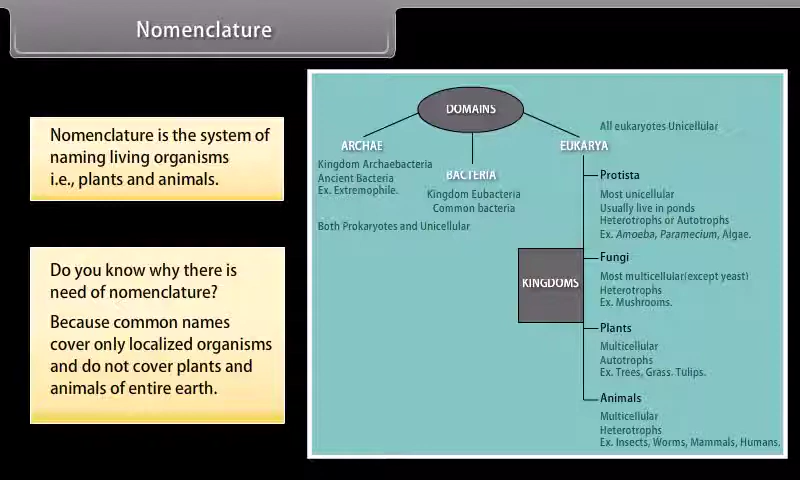 Nomenclature
Nomenclature is the system of
naming living organisms
i.e., plants and animals.
Do you know why there is
need of nomenclature?
Because common names
cover only localized organisms
and do not cover plants and
animals of entire earth.
DOMAINS
All eukaryotes Unicellular
ARCHAE
Kingdom Archaebacteria
Ancient Bacteria
Ex. Extremophile.
BACTERIA
Kingdom Eubacteria
Common bacteria
Both Prokaryotes and Unicellular
EUKARYA
KINGDOMS
Protista
Most unicellular
Usually live in ponds
Heterotrophs or Autotrophs
Ex. Amoeba, Paramecium, Algae.
Fungi
Most multicellular(except yeast)
Heterotrophs
Ex. Mushrooms.
Plants
Multicellular
Autotrophs
Ex. Trees, Grass. Tulips.
Animals
Multicellular
Heterotrophs
Ex. Insects, Worms, Mammals, Humans.